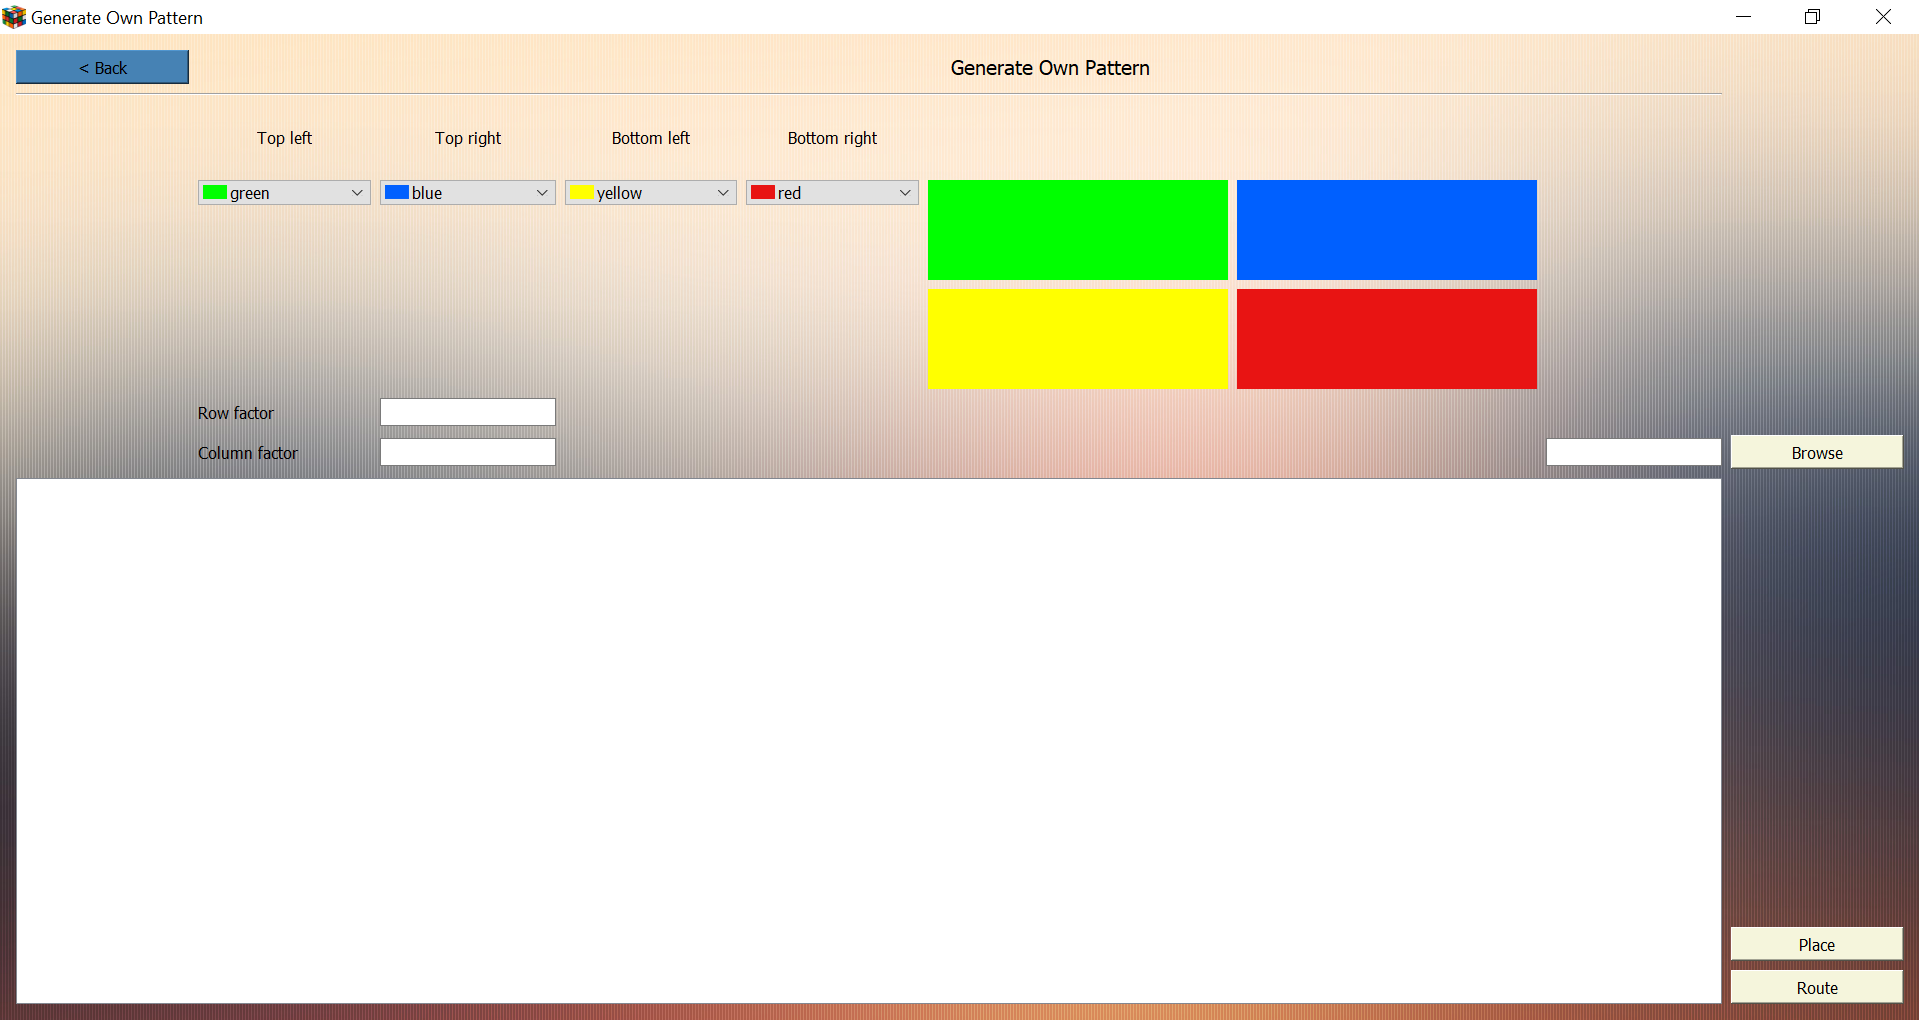 Generate Own Pattern
< Back
Generate Own Pattern
Top left
Top right
Bottom left
Bottom right
green
blue
yellow
red
Row factor
Column factor
Browse
Place
Route